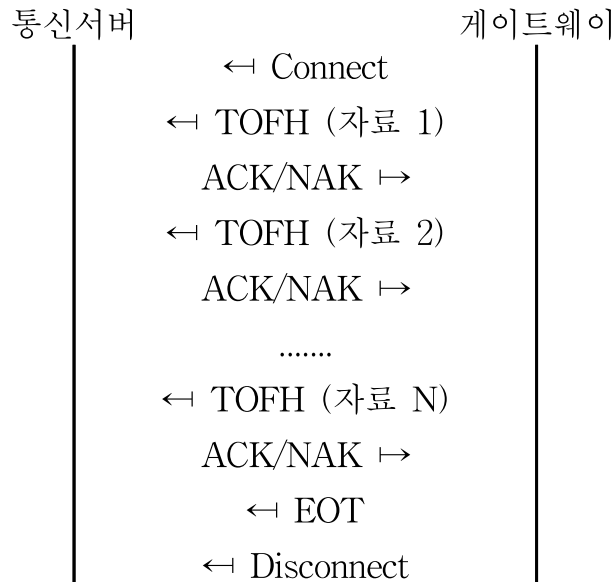 통신서버 게이트웨이
↤ Connect
↤ TOFH (자료 1)
ACK/NAK ↦
↤ TOFH (자료 2)
ACK/NAK ↦
.......
↤ TOFH (자료 N)
ACK/NAK ↦
↤ EOT
↤ Disconnect